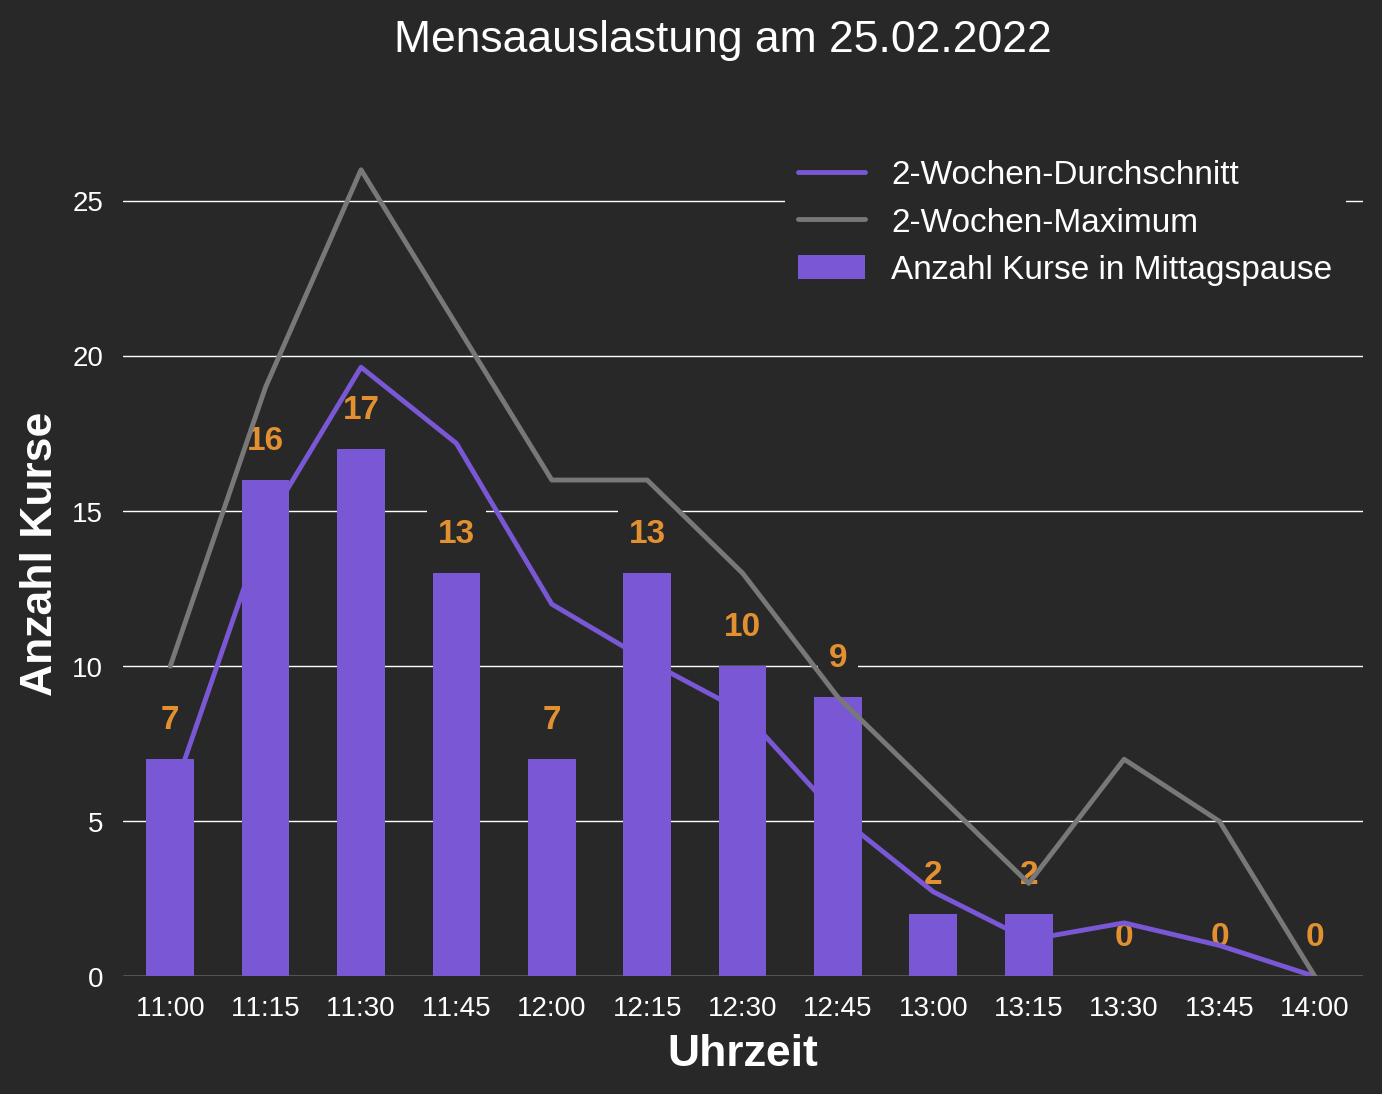 Mensaauslastung am 25.02.2022
2-Wochen-Durchschnitt
2-Wochen-Maximum
Anzahl Kurse in Mittagspause
Anzahl Kurse
25
20
15
10
5
0
7
16
17
13
7
13
10
9
2
2
0
0
0
11:00 11:15 11:30 11:45 12:00 12:15 12:30 12:45 13:00 13:15 13:30 13:45 14:00
Uhrzeit